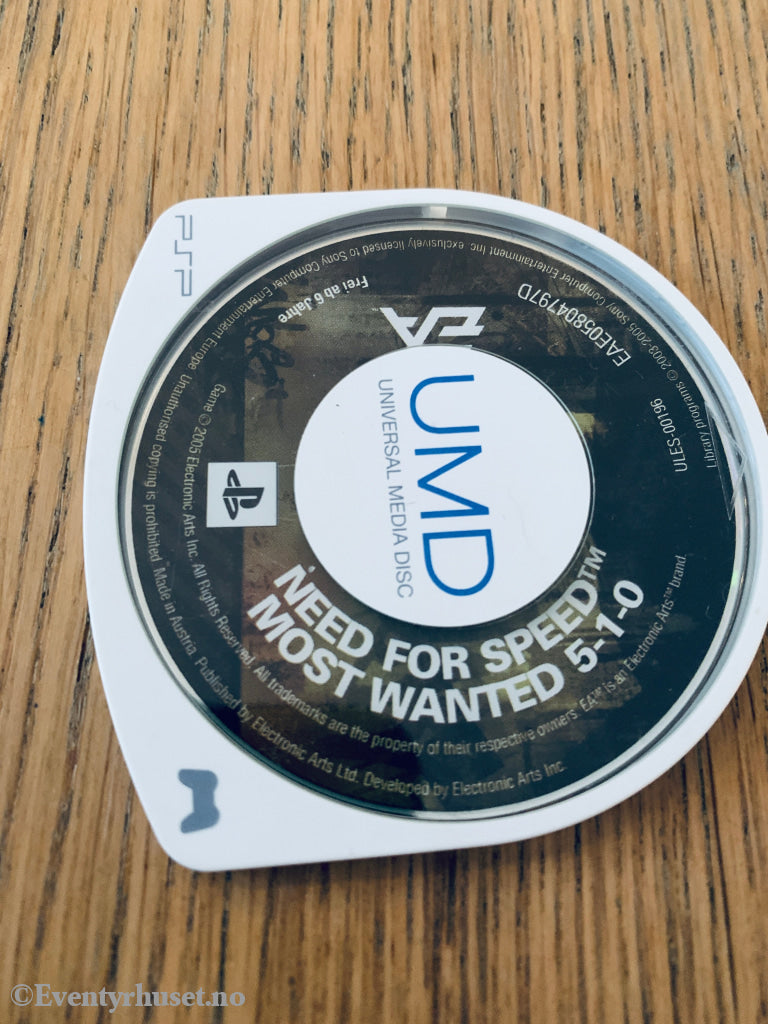 PSP
Library programs © 2003-2005 Sony Computer Entertainment Inc. exclusively licensed to Sony Computer Entertainment Europe. Unauthorised copying is prohibited. Made in Austria. Published by Electronic Arts Ltd. Developed by Electronic Arts Inc.
Frei ab 6 Jahre
EA
EAE05804797D
ULES-00196
UMD
UNIVERSAL MEDIA DISC
NEED FOR SPEED™
MOST WANTED 5-1-0
Game © 2005 Electronic Arts Inc. All Rights Reserved. All trademarks are the property of their respective owners. EA™ is an Electronic Arts™ brand.
©Eventyrhuset.no